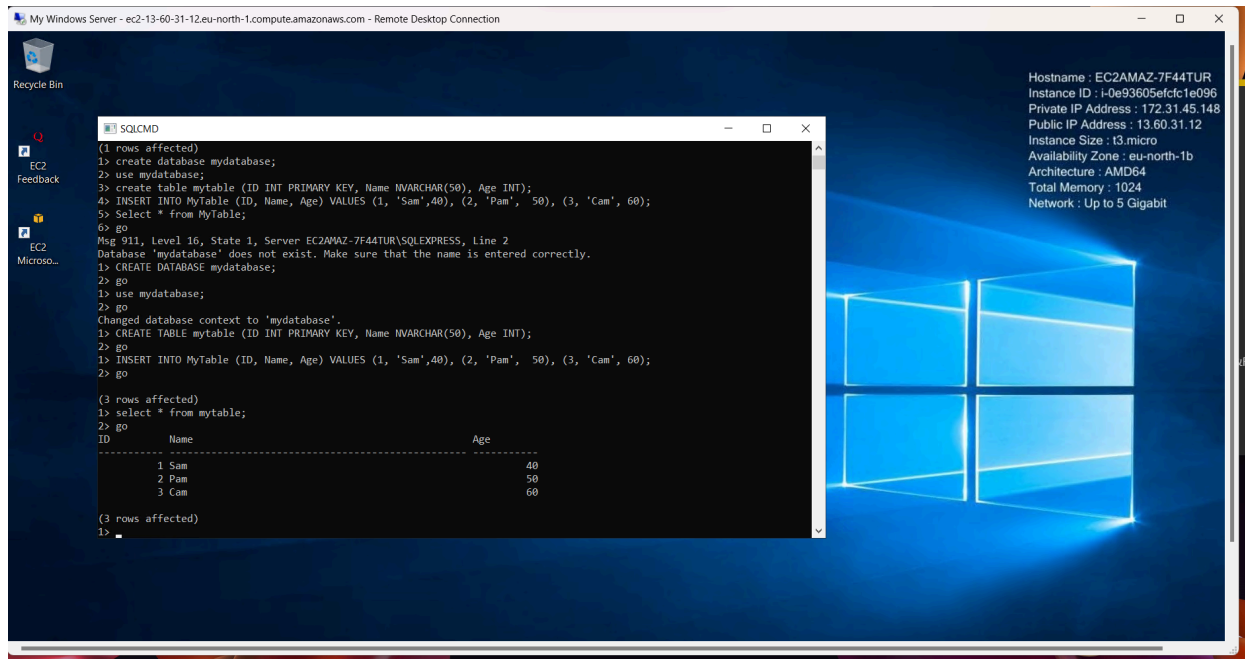 My Windows Server - ec2-13-60-31-12.eu-north-1.compute.amazonaws.com - Remote Desktop Connection
Recycle Bin
EC2
Feedback
EC2
Microso...
Hostname : EC2AMAZ-7F44TUR
Instance ID : i-0e93605efcfc1e096
Private IP Address : 172.31.45.148
Public IP Address : 13.60.31.12
Instance Size : t3.micro
Availability Zone : eu-north-1b
Architecture : AMD64
Total Memory : 1024
Network : Up to 5 Gigabit
SQLCMD
(1 rows affected)
1> create database mydatabase;
2> use mydatabase;
3> create table mytable (ID INT PRIMARY KEY, Name NVARCHAR(50), Age INT);
4> INSERT INTO MyTable (ID, Name, Age) VALUES (1, 'Sam',40), (2, 'Pam',  50), (3, 'Cam', 60);
5> Select * from MyTable;
6> go
Msg 911, Level 16, State 1, Server EC2AMAZ-7F44TUR\SQLEXPRESS, Line 2
Database 'mydatabase' does not exist. Make sure that the name is entered correctly.
1> CREATE DATABASE mydatabase;
2> go
1> use mydatabase;
2> go
Changed database context to 'mydatabase'.
1> CREATE TABLE mytable (ID INT PRIMARY KEY, Name NVARCHAR(50), Age INT);
2> go
1> INSERT INTO MyTable (ID, Name, Age) VALUES (1, 'Sam',40), (2, 'Pam',  50), (3, 'Cam', 60);
2> go
(3 rows affected)
1> select * from mytable;
2> go
ID Name Age
----------- -------------------------------------------------- -----------
1 Sam 40
2 Pam 50
3 Cam 60
(3 rows affected)
1>